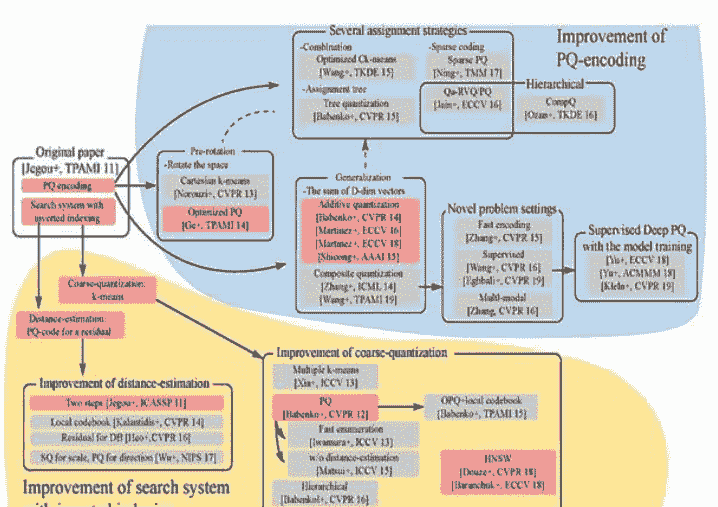 Several assignment strategies
Improvement of
PQ-encoding
-Combination
Optimized Ck-means
[Wang+, TKDE 15]
-Sparse coding
Sparse PQ
[Ning+, TMM 17]
-Assignment tree
Tree quantization
[Babenko+, CVPR 15]
Hierarchical
Qa-RVQ/PQ
[Jain+, ECCV 16]
CompQ
[Ozan+, TKDE 16]
Original paper
[Jegou+, TPAMI 11]
PQ encoding
Search system with
inverted indexing
Pre-rotation
-Rotate the space
Cartesian k-means
[Norouzi+, CVPR 13]
Optimized PQ
[Ge+, TPAMI 14]
Generalization
-The sum of D-dim vectors
Additive quantization
[Babenko+, CVPR 14]
[Martinez+, ECCV 16]
[Martinez+, ECCV 18]
AAAI 15]
Composite quantization
[Zhang+, ICML 14]
[Wang+, TPAMI 19]
Novel problem settings
Fast encoding
[Zhang+, CVPR 15]
Supervised
[Wang+, CVPR 16]
[Eghbali+, CVPR 19]
Multi-modal
[Zhang, CVPR 16]
Supervised Deep PQ
with the model training
[Yu+, ECCV 18]
[Yu+, ACMMM 18]
[Klein+, CVPR 19]
Coarse-quantization:
k-means
Distance-estimation:
PQ-code for a residual
Improvement of distance-estimation
Two steps [Jegou+, ICASSP 11]
Local codebook [Kalantidis+, CVPR 14]
Residual for DB [Heo+,CVPR 16]
SQ for scale, PQ for direction [Wu+, NIPS 17]
Improvement of search system
Improvement of coarse-quantization
Multiple k-means
[Xia+, ICCV 13]
PQ
[Babenko+, CVPR 12]
OPQ+local codebook
[Babenko+, TPAMI 15]
Fast enumeration
[Iwamura+, ICCV 13]
w/o distance-estimation
[Matsui+, ICCV 15]
Hierarchical
[Babenko+, CVPR 16]
HNSW
[Douze+, CVPR 18]
[Baranchuk+, ECCV 18]